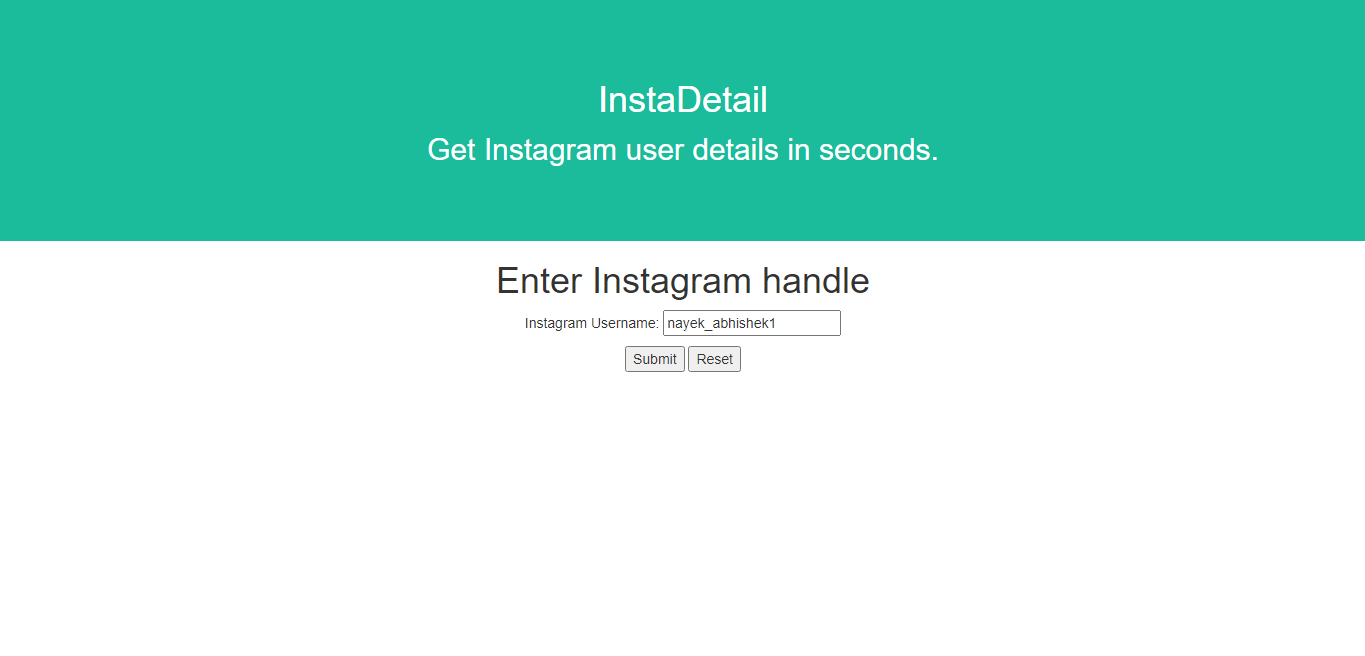 InstaDetail
Get Instagram user details in seconds.
Enter Instagram handle
Instagram Username: nayek_abhishek1
Submit Reset